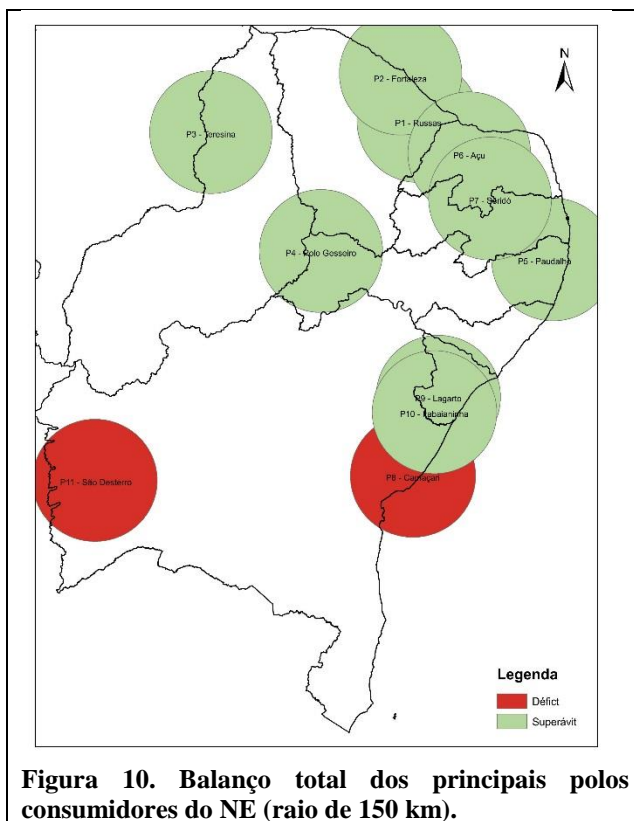 N
P2 - Fortaleza
P1 - Russas
P3 - Teresina
P6 - Açu
P7 - Seridó
P4 - Polo Gesseiro
P5 - Paudalho
P9 - Lagarto
P10 - Itabaianinha
P8 - Camaçari
P11 - São Desterro
Legenda
Déficit
Superávit
Figura 10. Balanço total dos principais polos
consumidores do NE (raio de 150 km).